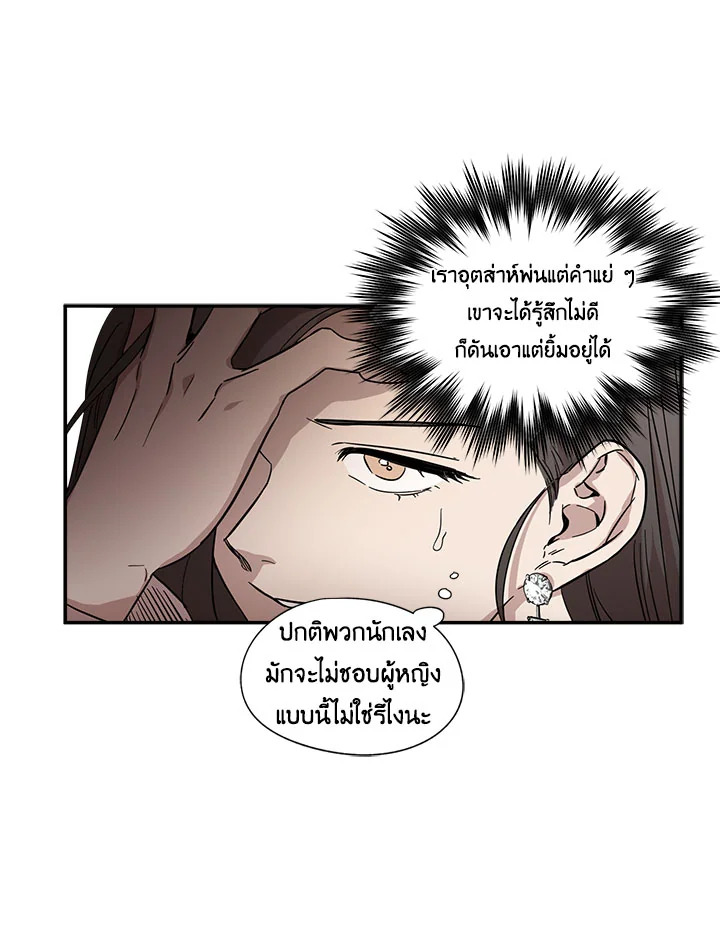 เราอุตส่าห์พ่นแต่คำแย่ ๆ
เขาจะได้รู้สึกไม่ดี
ก็ดันเอาแต่ยิ้มอยู่ได้
ปกติพวกนักเลง
มักจะไม่ชอบผู้หญิง
แบบนี้ไม่ใช่รึไงนะ